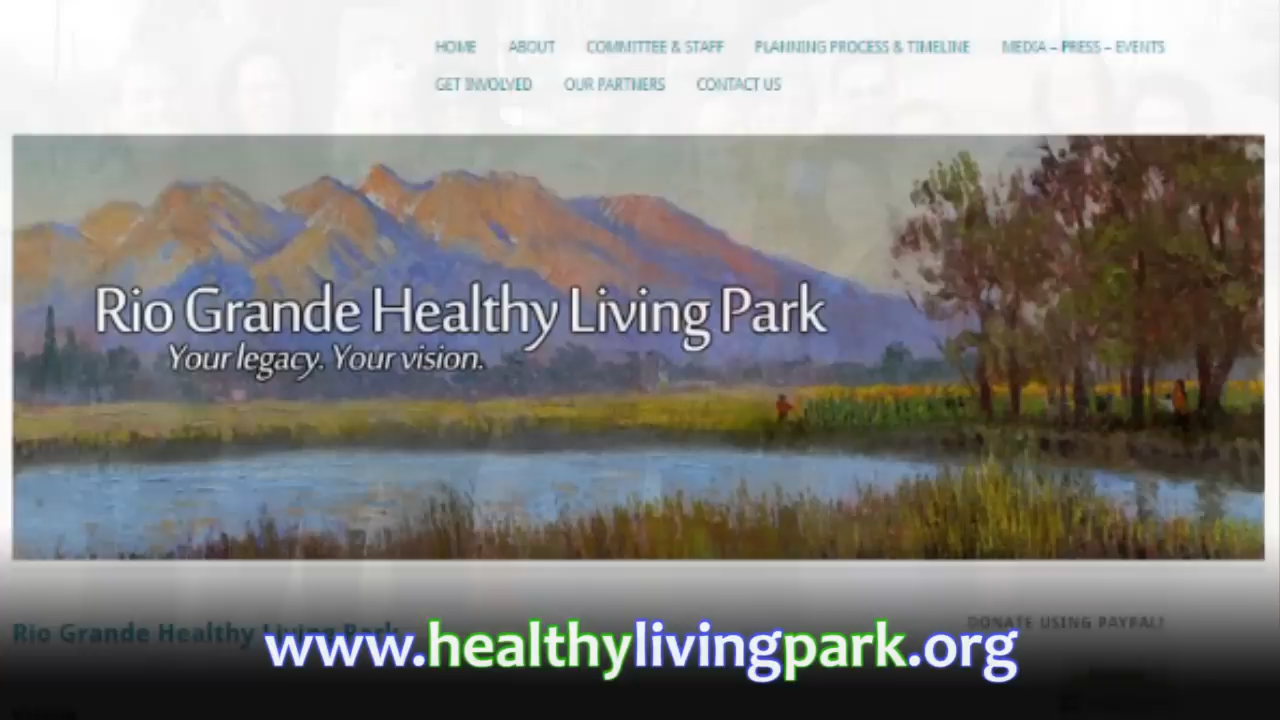 HOME ABOUT COMMITTEE & STAFF PLANNING PROCESS & TIMELINE MEDIA – PRESS – EVENTS
GET INVOLVED OUR PARTNERS CONTACT US
Rio Grande Healthy Living Park
Your legacy. Your vision.
Rio Grande Healthy Living Park
DONATE USING PAYPAL!
www.healthylivingpark.org